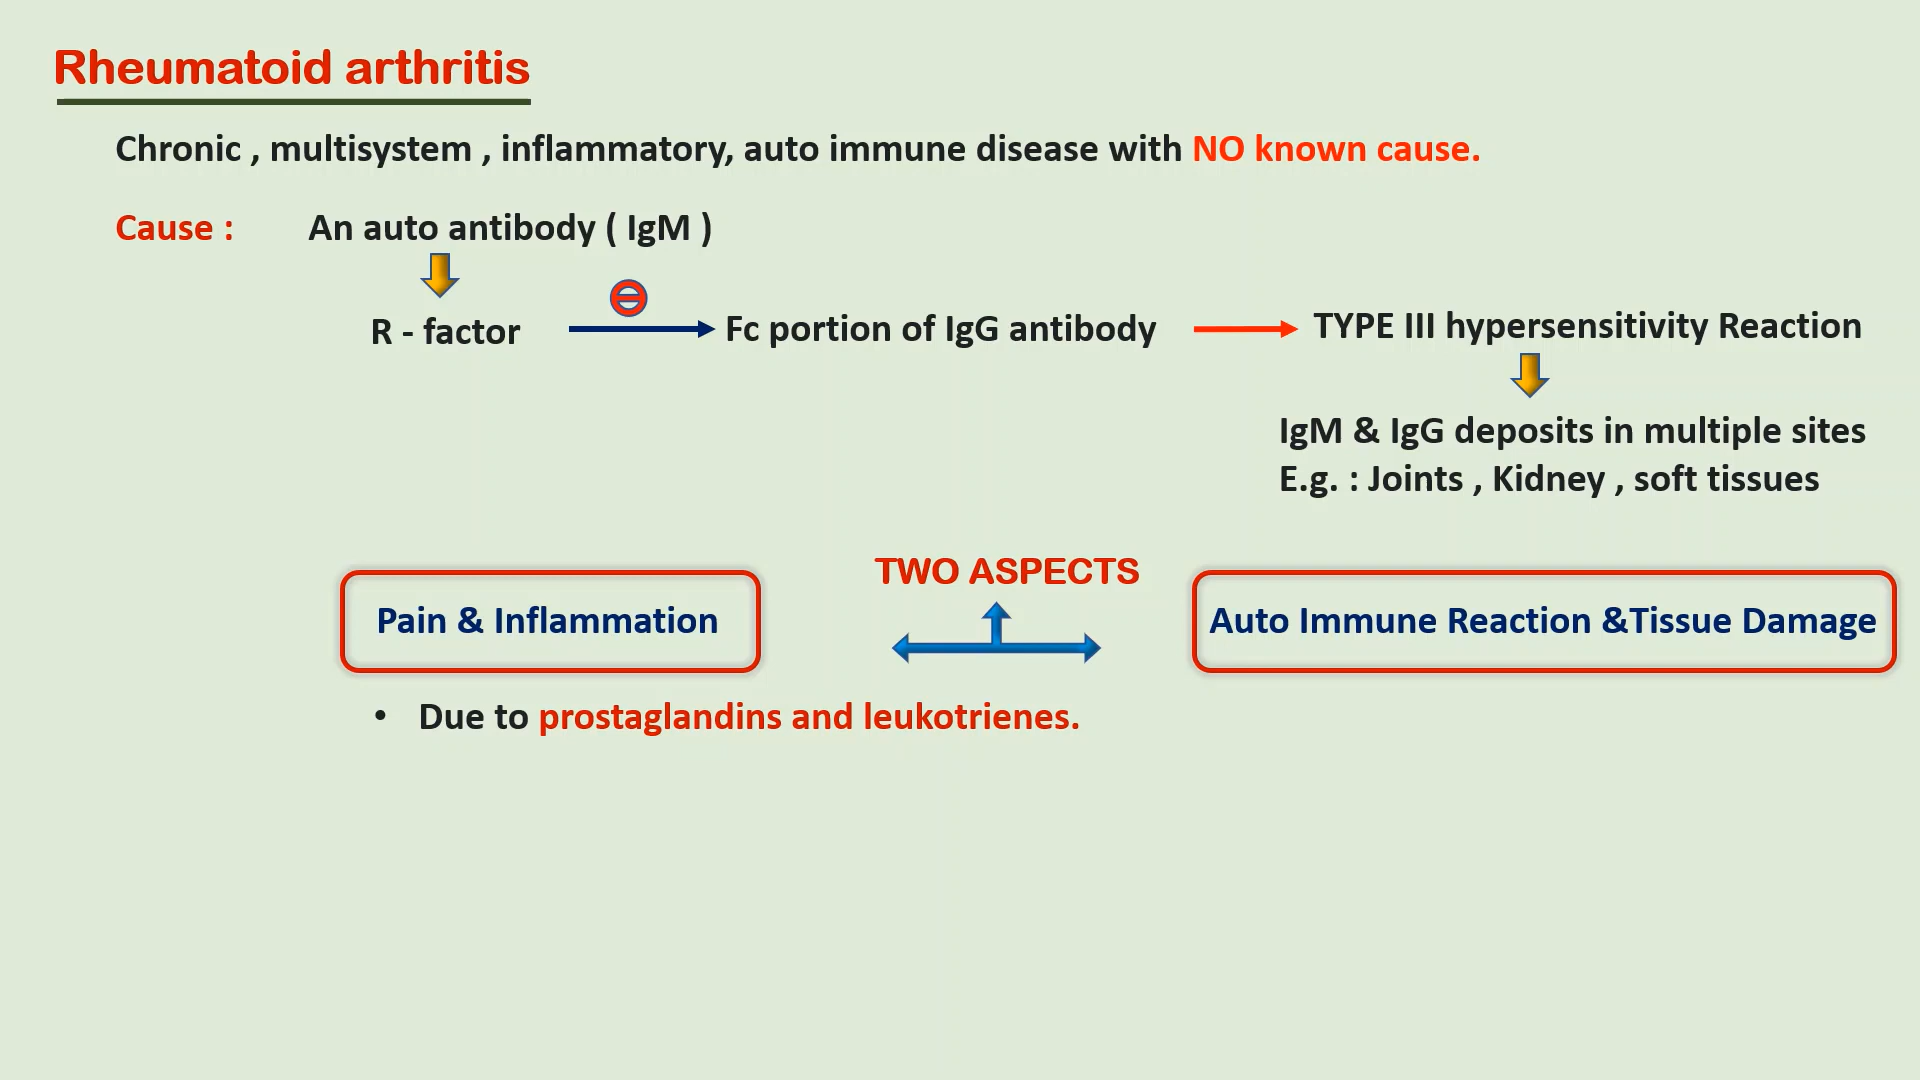 Rheumatoid arthritis
Chronic , multisystem , inflammatory, auto immune disease with NO known cause.
Cause : An auto antibody ( IgM )
R - factor Fc portion of IgG antibody TYPE III hypersensitivity Reaction
IgM & IgG deposits in multiple sites
E.g. : Joints , Kidney , soft tissues
TWO ASPECTS
Pain & Inflammation Auto Immune Reaction &Tissue Damage
• Due to prostaglandins and leukotrienes.